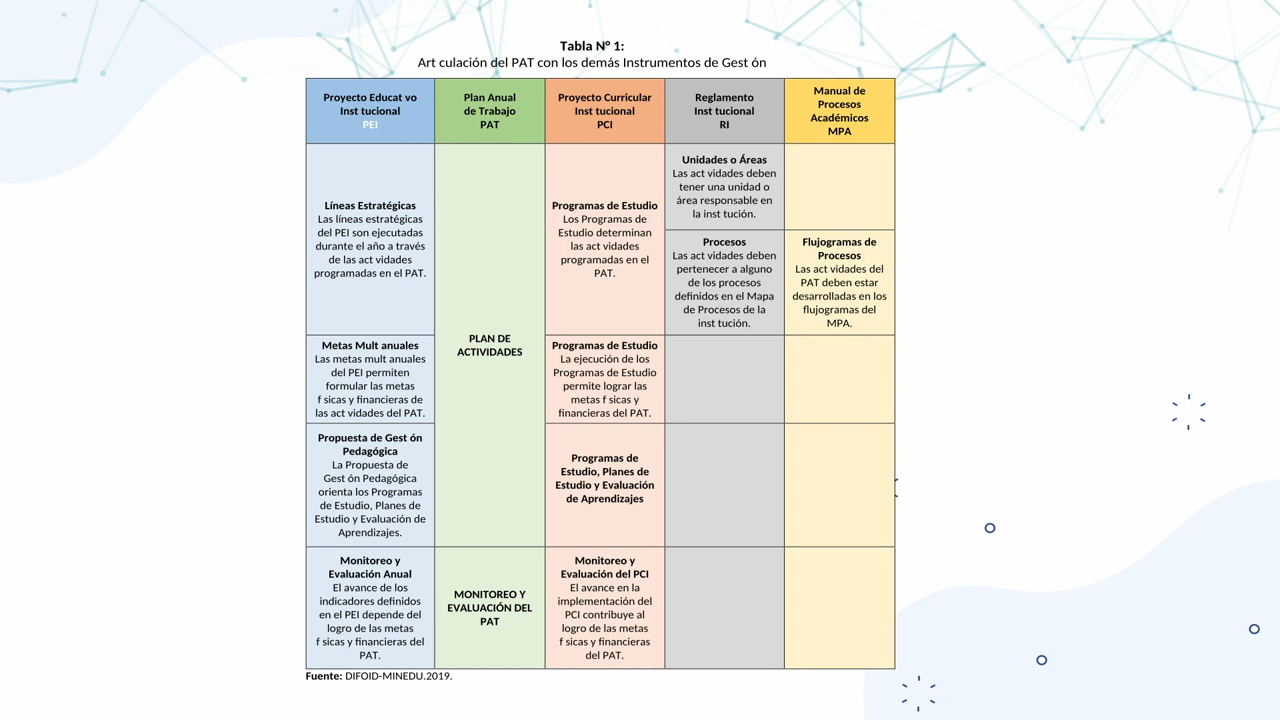 Tabla N° 1:
Art culación del PAT con los demás Instrumentos de Gest ón
Proyecto Educat vo
Inst tucional
PEI
Plan Anual
de Trabajo
PAT
Proyecto Curricular
Inst tucional
PCI
Reglamento
Inst tucional
RI
Manual de
Procesos
Académicos
MPA
Líneas Estratégicas
Las líneas estratégicas
del PEI son ejecutadas
durante el año a través
de las act vidades
programadas en el PAT.
PLAN DE
ACTIVIDADES
Programas de Estudio
Los Programas de
Estudio determinan
las act vidades
programadas en el
PAT.
Unidades o Áreas
Las act vidades deben
tener una unidad o
área responsable en
la inst tución.
Procesos
Las act vidades deben
pertenecer a alguno
de los procesos
definidos en el Mapa
de Procesos de la
inst tución.
Flujogramas de
Procesos
Las act vidades del
PAT deben estar
desarrolladas en los
flujogramas del
MPA.
Metas Mult anuales
Las metas mult anuales
del PEI permiten
formular las metas
f sicas y financieras de
las act vidades del PAT.
Programas de Estudio
La ejecución de los
Programas de Estudio
permite lograr las
metas f sicas y
financieras del PAT.
Propuesta de Gest ón
Pedagógica
La Propuesta de
Gest ón Pedagógica
orienta los Programas
de Estudio, Planes de
Estudio y Evaluación de
Aprendizajes.
Programas de
Estudio, Planes de
Estudio y Evaluación
de Aprendizajes
Monitoreo y
Evaluación Anual
El avance de los
indicadores definidos
en el PEI depende del
logro de las metas
f sicas y financieras del
PAT.
MONITOREO Y
EVALUACIÓN DEL
PAT
Monitoreo y
Evaluación del PCI
El avance en la
implementación del
PCI contribuye al
logro de las metas
f sicas y financieras
del PAT.
Fuente: DIFOID-MINEDU.2019.